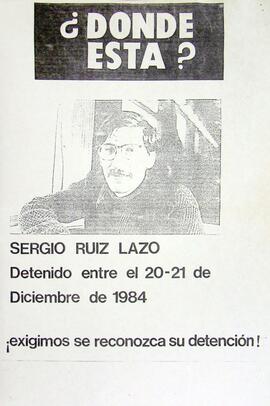 ¿DONDE
ESTA?
SERGIO RUIZ LAZO
Detenido entre el 20-21 de
Diciembre de 1984
¡exigimos se reconozca su detención!